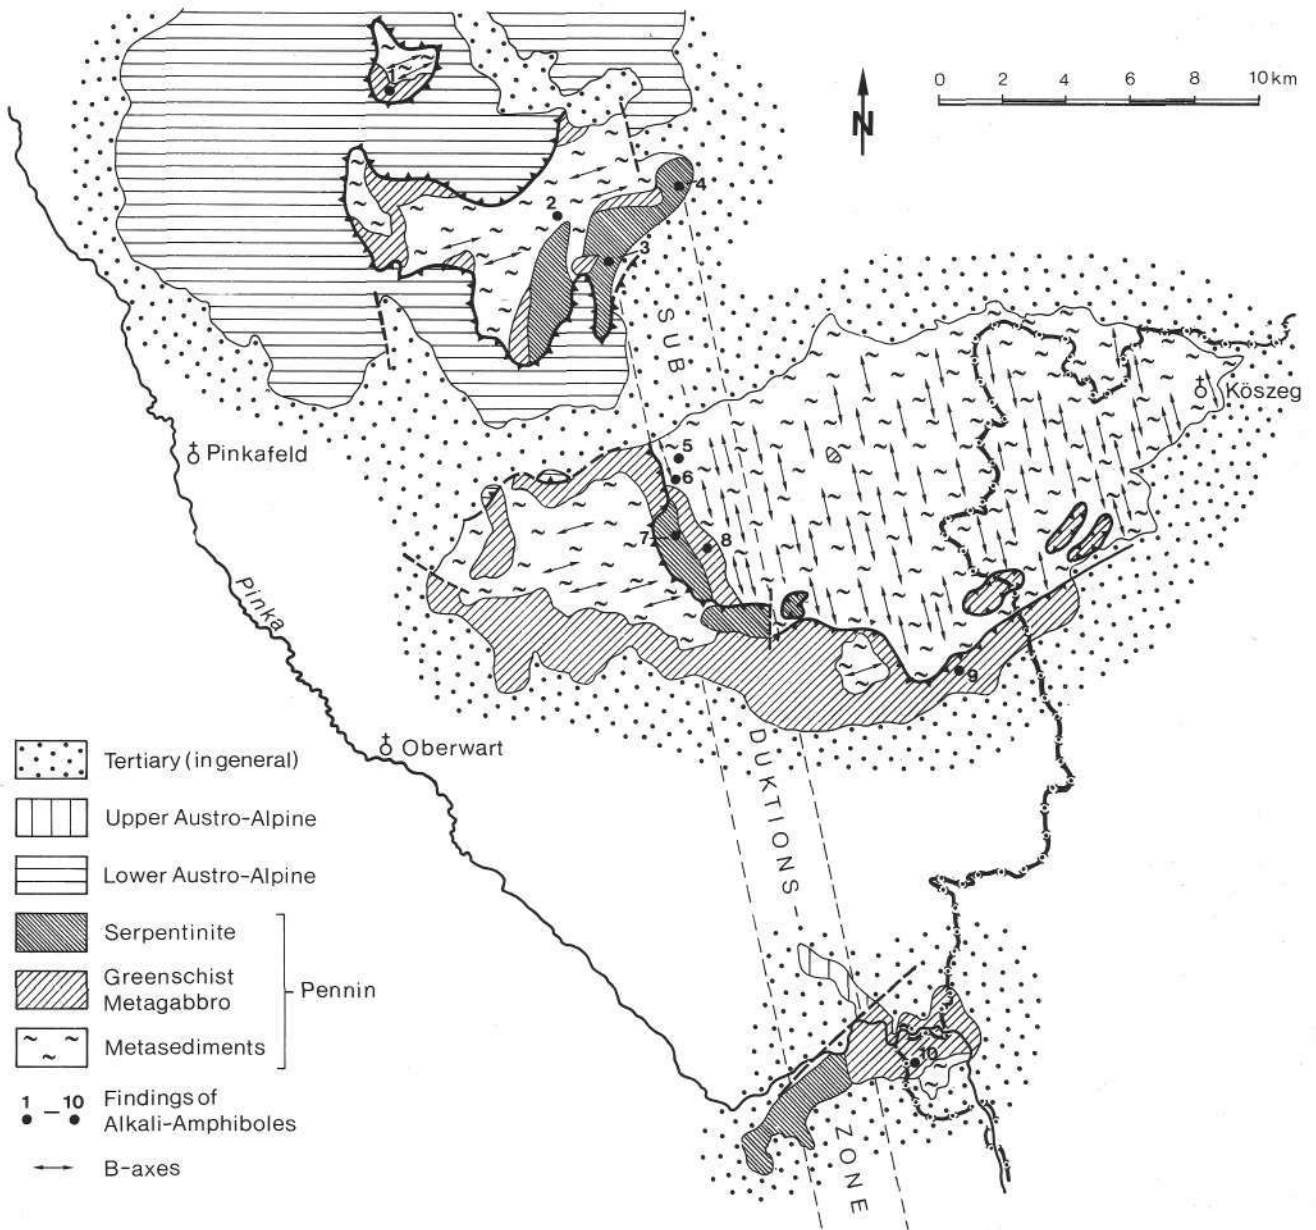 0 2 4 6 8 10 km
N
1
2
3
4
SUB
Köszeg
Pinkafeld
5
6
7
8
Pinka
9
Oberwart
DUKTIONS
10
ZONE
Tertiary (in general)
Upper Austro-Alpine
Lower Austro-Alpine
Serpentinite
Greenschist
Metagabbro
Pennin
Metasediments
1 – 10 Findings of
Alkali-Amphiboles
B-axes